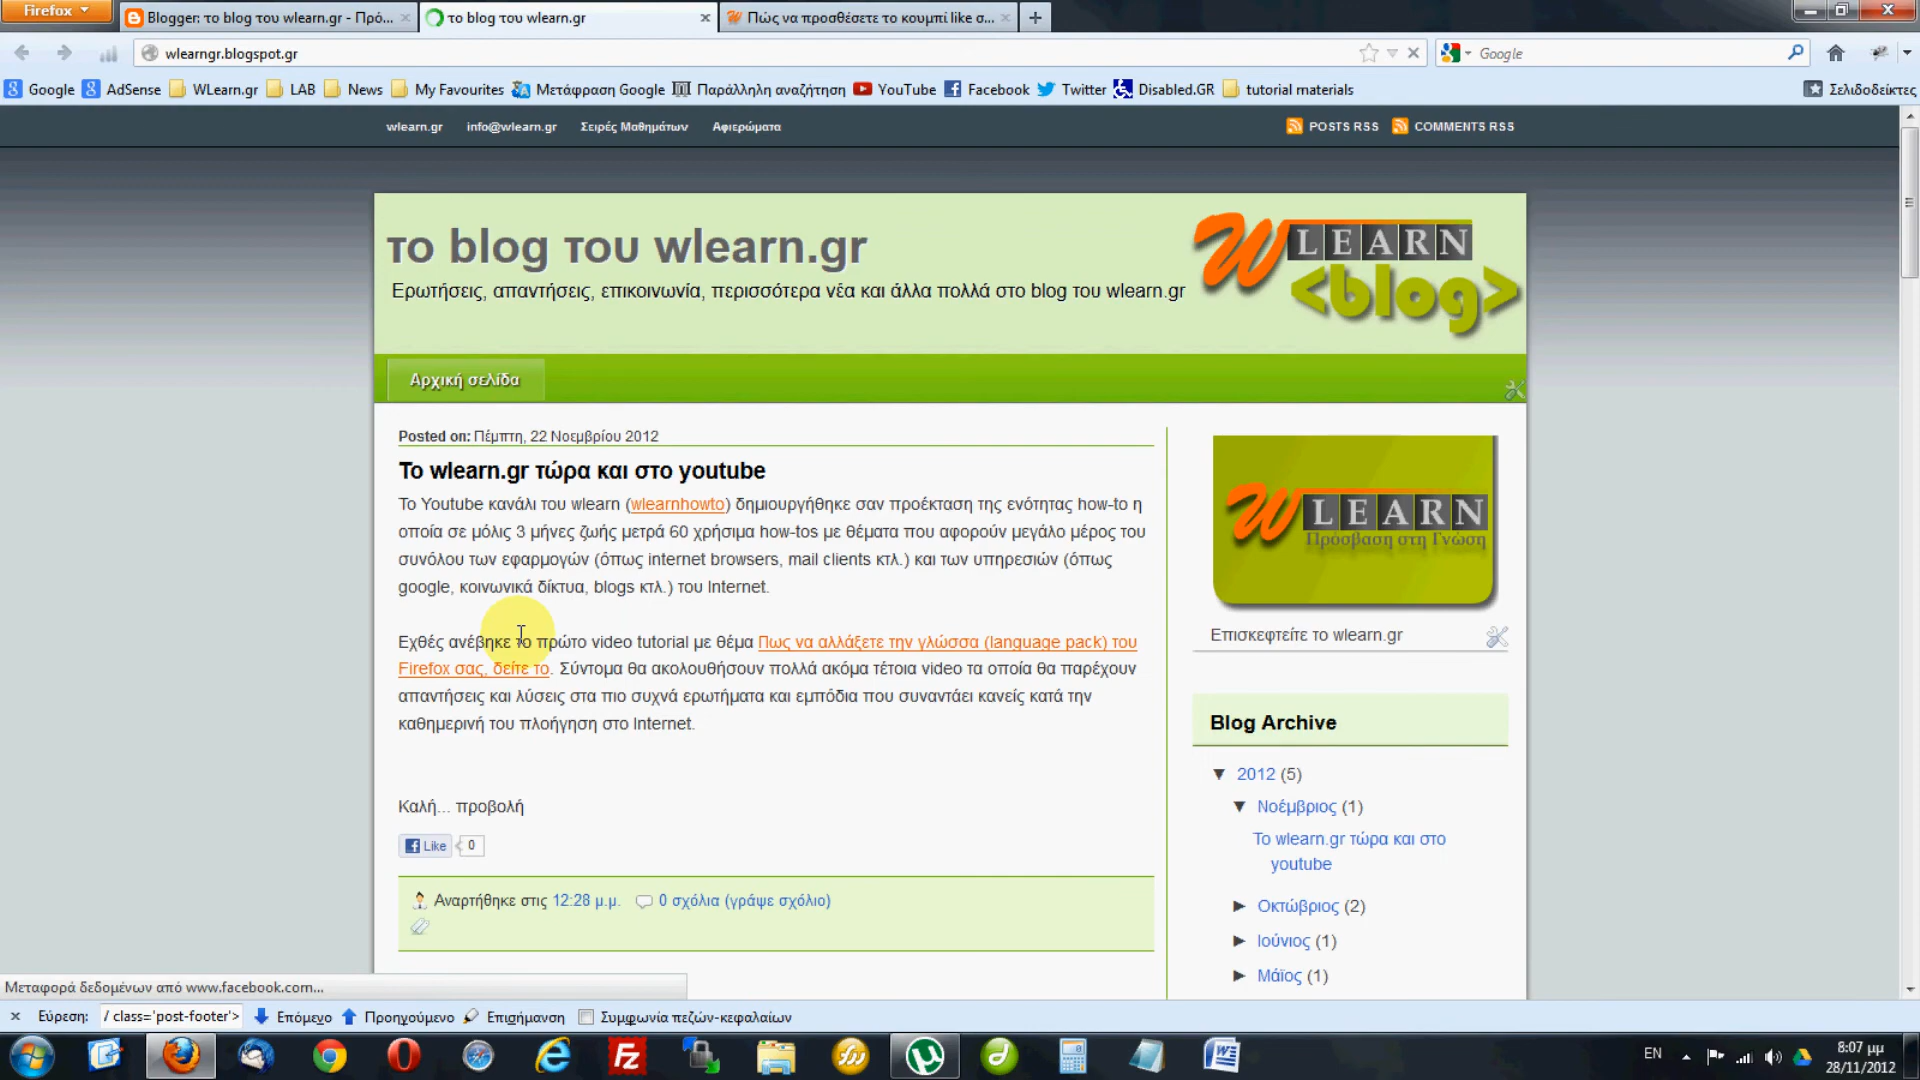 Firefox
Blogger: το blog του wlearn.gr - Πρό...
το blog του wlearn.gr
Πώς να προσθέσετε το κουμπί like σ...
wlearngr.blogspot.gr
Google
Google
AdSense
WLearn.gr
LAB
News
My Favourites
Μετάφραση Google
Παράλληλη αναζήτηση
YouTube
Facebook
Twitter
Disabled.GR
tutorial materials
Σελιδοδείκτες
wlearn.gr
info@wlearn.gr
Σειρές Μαθημάτων
Αφιερώματα
POSTS RSS
COMMENTS RSS
το blog του wlearn.gr
Ερωτήσεις, απαντήσεις, επικοινωνία, περισσότερα νέα και άλλα πολλά στο blog του wlearn.gr
WLEARN
<blog>
Αρχική σελίδα
Posted on: Πέμπτη, 22 Νοεμβρίου 2012
Το wlearn.gr τώρα και στο youtube
Το Youtube κανάλι του wlearn (wlearnhowto) δημιουργήθηκε σαν προέκταση της ενότητας how-to η
οποία σε μόλις 3 μήνες ζωής μετρά 60 χρήσιμα how-tos με θέματα που αφορούν μεγάλο μέρος του
συνόλου των εφαρμογών (όπως internet browsers, mail clients κτλ.) και των υπηρεσιών (όπως
google, κοινωνικά δίκτυα, blogs κτλ.) του Internet.
Εχθές ανέβηκε το πρώτο video tutorial με θέμα Πως να αλλάξετε την γλώσσα (language pack) του
Firefox σας, δείτε το. Σύντομα θα ακολουθήσουν πολλά ακόμα τέτοια video τα οποία θα παρέχουν
απαντήσεις και λύσεις στα πιο συχνά ερωτήματα και εμπόδια που συναντάει κανείς κατά την
καθημερινή του πλοήγηση στο Internet.
Καλή... προβολή
Like
0
Αναρτήθηκε στις 12:28 μ.μ.
0 σχόλια (γράψε σχόλιο)
WLEARN
Πρόσβαση στη Γνώση
Επισκεφτείτε το wlearn.gr
Blog Archive
▼ 2012 (5)
▼ Νοέμβριος (1)
Το wlearn.gr τώρα και στο
youtube
► Οκτώβριος (2)
► Ιούνιος (1)
► Μάϊος (1)
Μεταφορά δεδομένων από www.facebook.com...
Εύρεση:
/ class='post-footer'>
Επόμενο
Προηγούμενο
Επισήμανση
Συμφωνία πεζών-κεφαλαίων
EN
8:07 μμ
28/11/2012